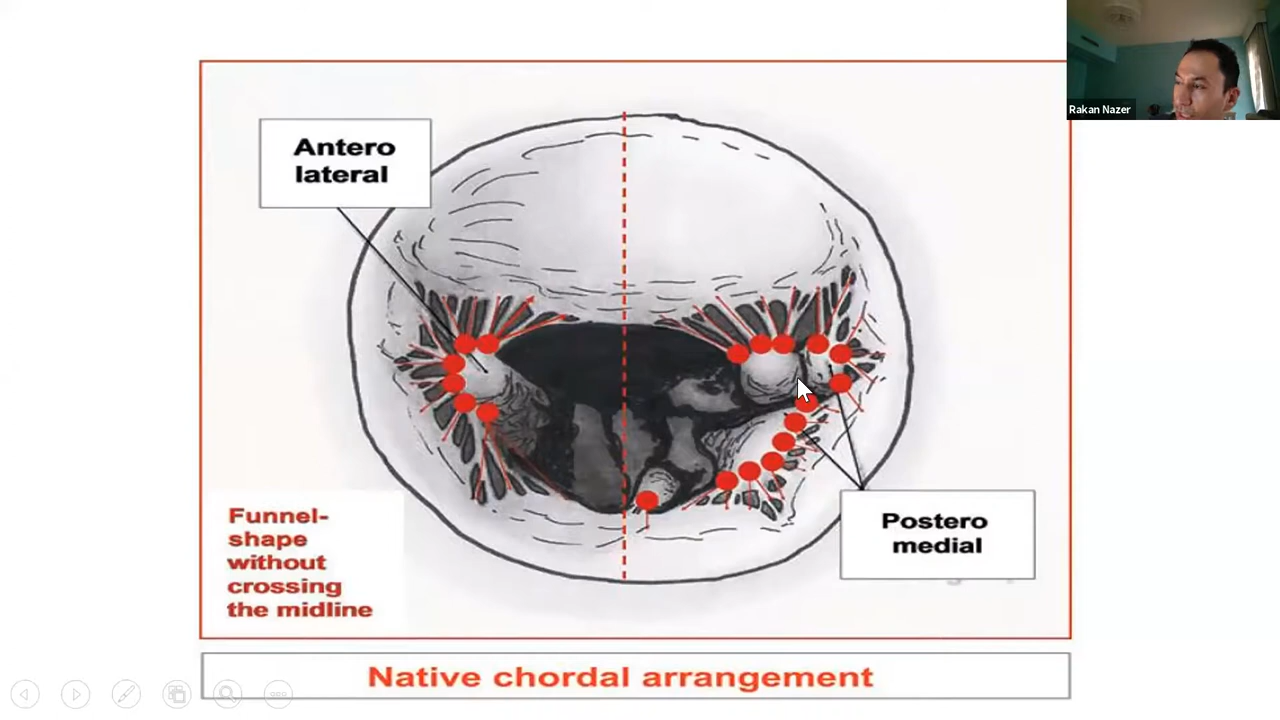 Rakan Nazer
Antero
lateral
Funnel-
shape
without
crossing
the midline
Postero
medial
Native chordal arrangement